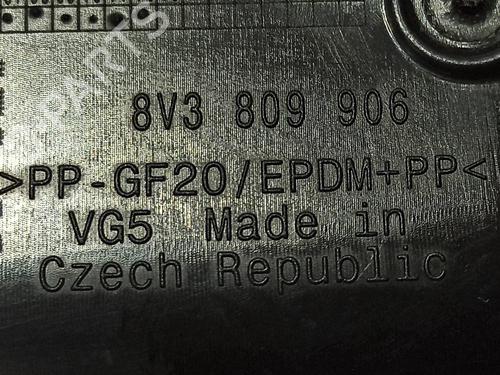 8V3 809 906
>PP-GF20/EPDM+PP<
VG5 Made in
Czech Republic